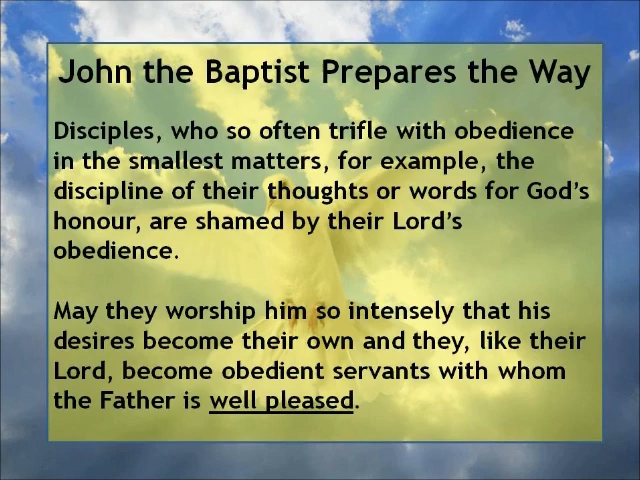 John the Baptist Prepares the Way
Disciples, who so often trifle with obedience
in the smallest matters, for example, the
discipline of their thoughts or words for God’s
honour, are shamed by their Lord’s
obedience.
May they worship him so intensely that his
desires become their own and they, like their
Lord, become obedient servants with whom
the Father is well pleased.